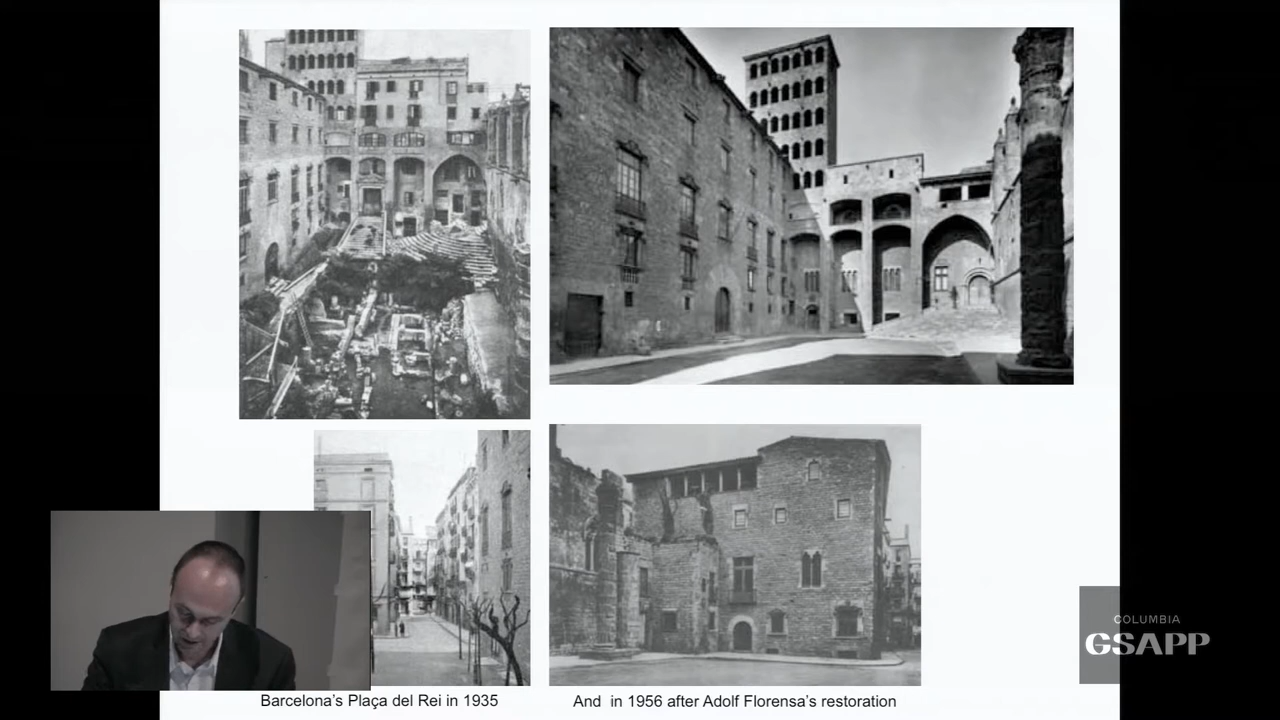 COLUMBIA
GSAPP
Barcelona's Plaça del Rei in 1935
And in 1956 after Adolf Florensa's restoration